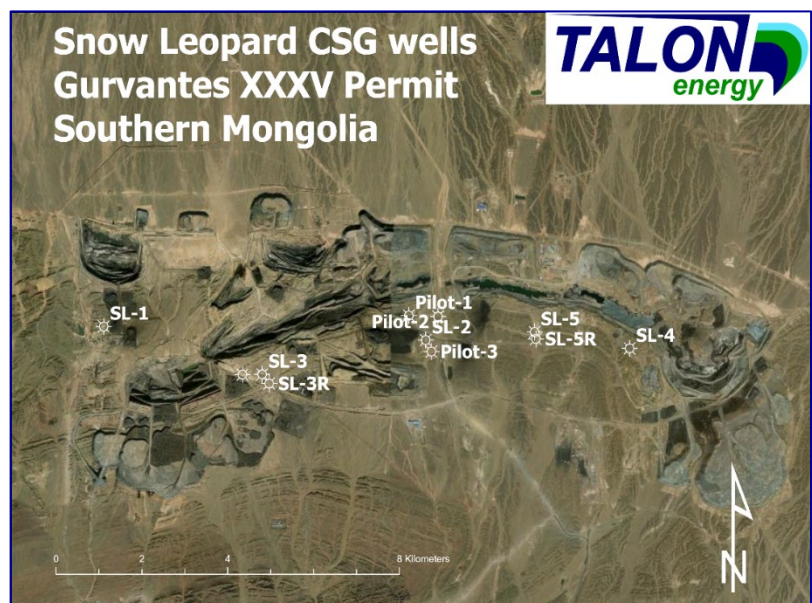 Snow Leopard CSG wells
Gurvantes XXXV Permit
Southern Mongolia
TALON
energy
SL-1
Pilot-1
Pilot-2
SL-2
Pilot-3
SL-5
SL-5R
SL-4
SL-3
SL-3R
0 2 4 8 Kilometers
N